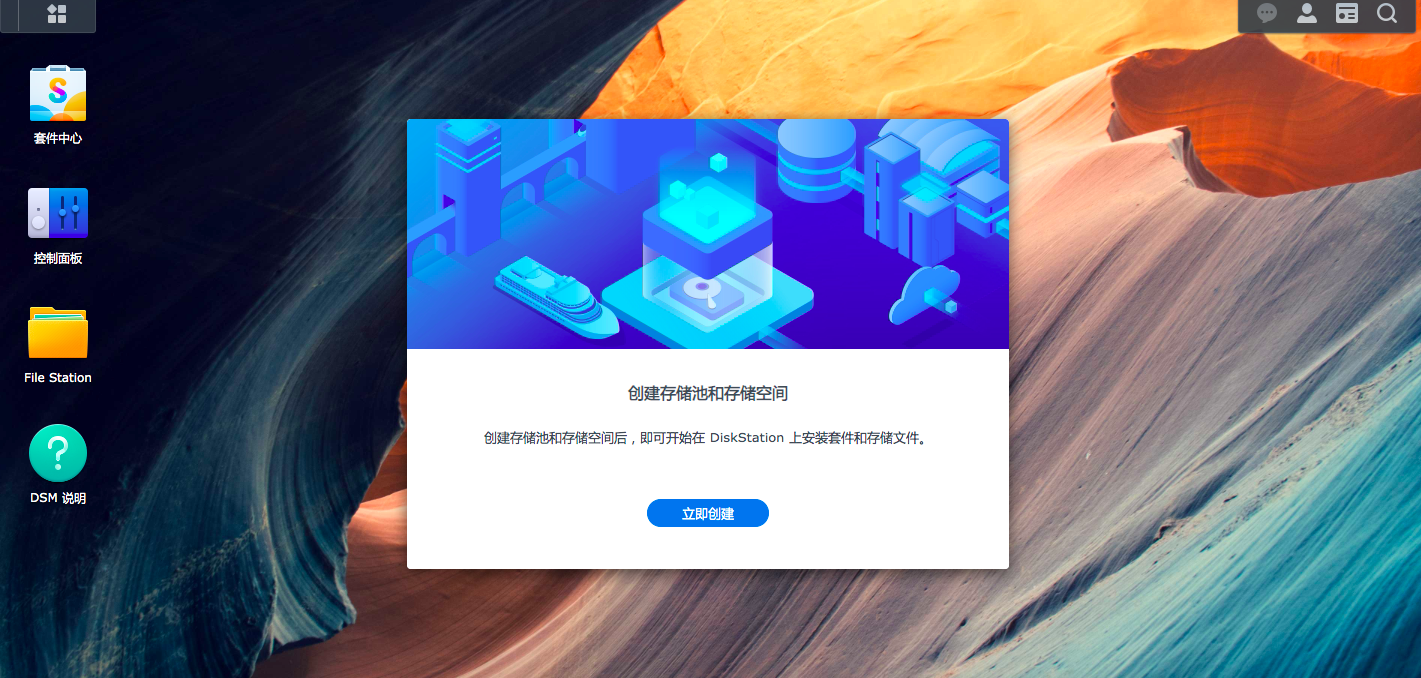 套件中心
控制面板
File Station
DSM 说明
创建存储池和存储空间
创建存储池和存储空间后，即可开始在 DiskStation 上安装套件和存储文件。
立即创建